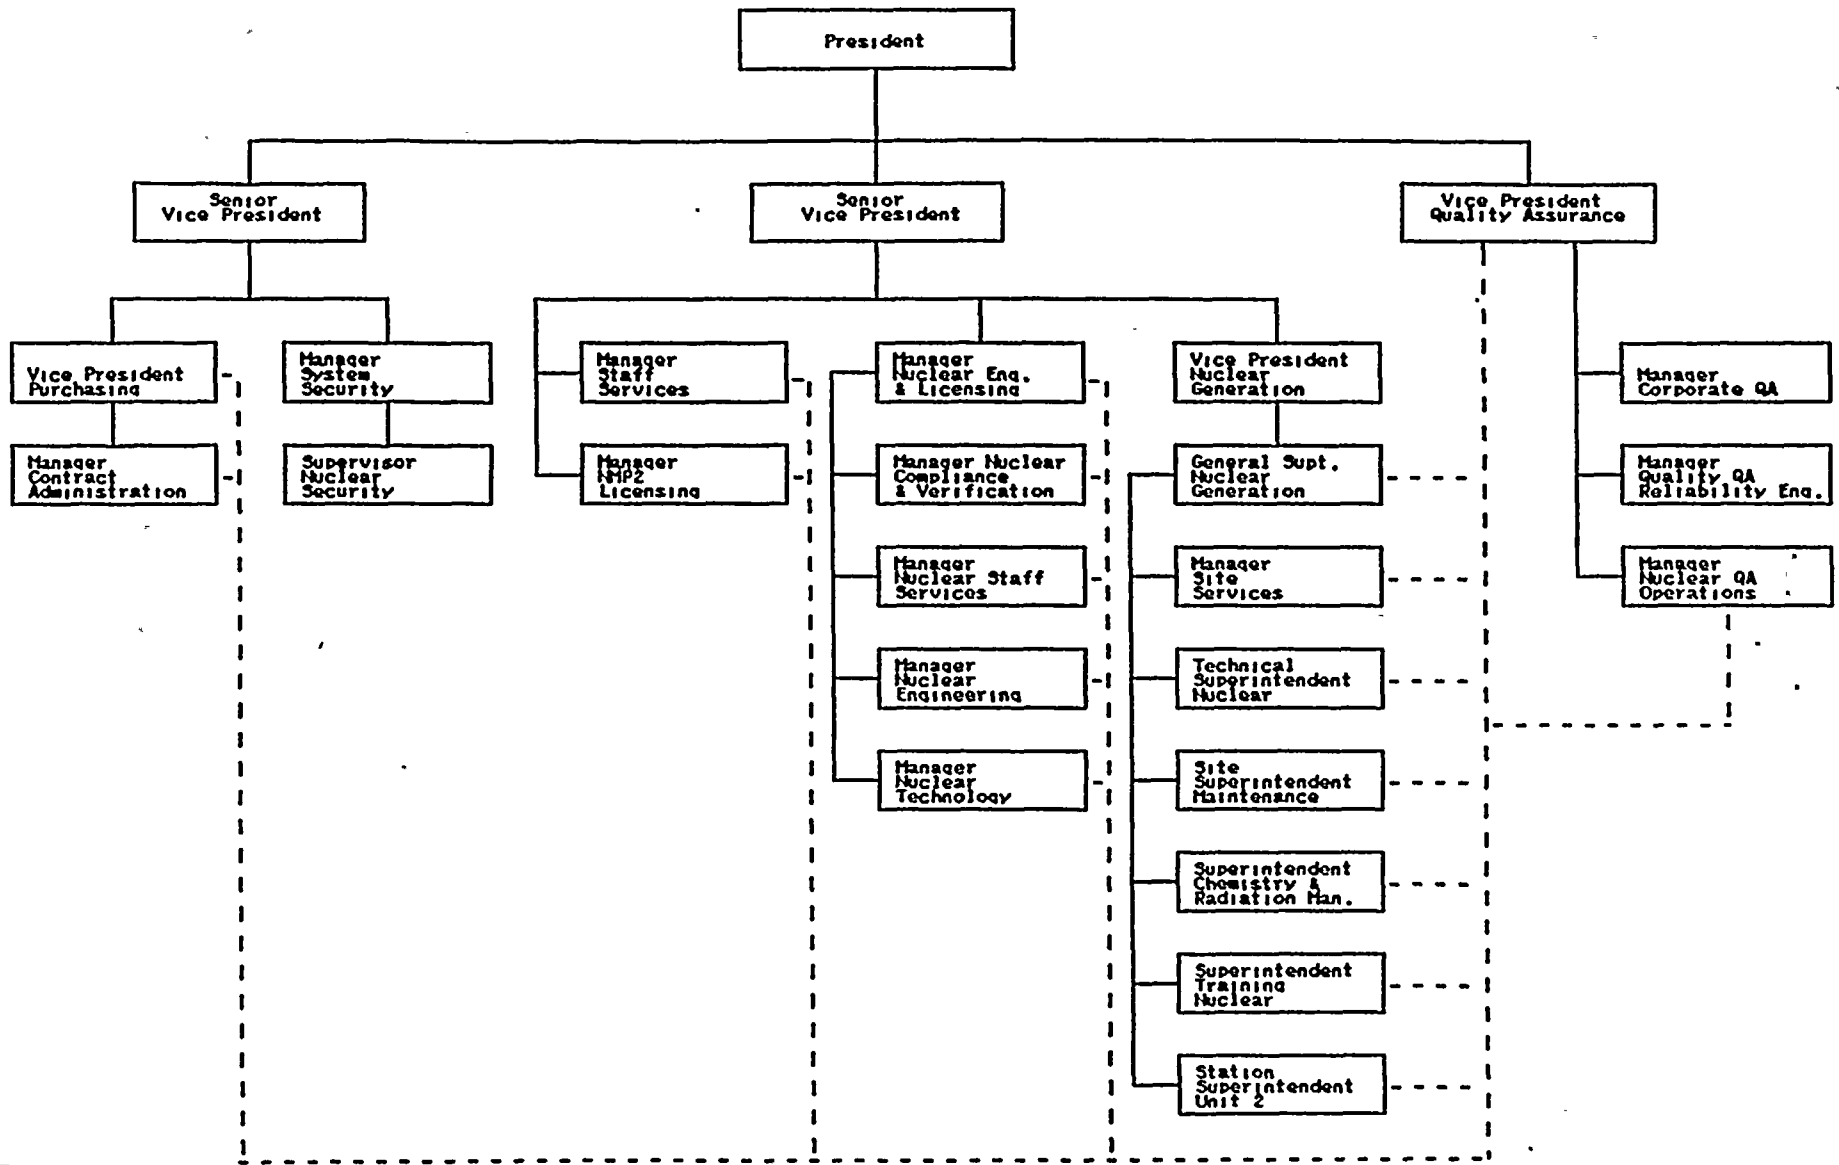 President
Senior
Vice President
Senior
Vice President
Vice President
Quality Assurance
Vice President
Purchasing
Manager
System
Security
Manager
Staff
Services
Manager
Nuclear Eng.
& Licensing
Vice President
Nuclear
Generation
Manager
Corporate QA
Manager
Contract
Administration
Supervisor
Nuclear
Security
Manager
NMP2
Licensing
Manager Nuclear
Compliance
& Verification
General Supt.
Nuclear
Generation
Manager
Quality QA
Reliability Eng.
Manager
Nuclear Staff
Services
Manager
Site
Services
Manager
Nuclear QA
Operations
Manager
Nuclear
Engineering
Technical
Superintendent
Nuclear
Manager
Nuclear
Technology
Site
Superintendent
Maintenance
Superintendent
Chemistry &
Radiation Man.
Superintendent
Training
Nuclear
Station
Superintendent
Unit 2